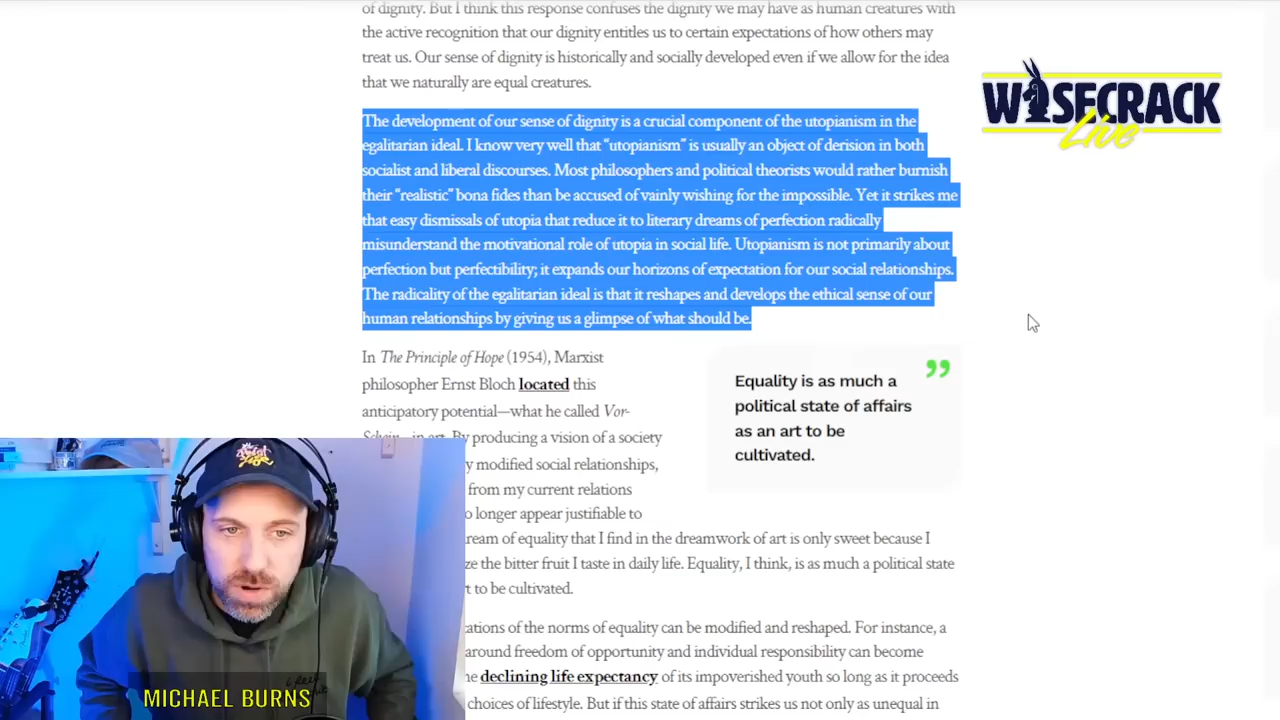 of dignity. But I think this response confuses the dignity we may have as human creatures with
the active recognition that our dignity entitles us to certain expectations of how others may
treat us. Our sense of dignity is historically and socially developed even if we allow for the idea
that we naturally are equal creatures.
The development of our sense of dignity is a crucial component of the utopianism in the
egalitarian ideal. I know very well that “utopianism” is usually an object of derision in both
socialist and liberal discourses. Most philosophers and political theorists would rather burnish
their “realistic” bona fides than be accused of vainly wishing for the impossible. Yet it strikes me
that easy dismissals of utopia that reduce it to literary dreams of perfection radically
misunderstand the motivational role of utopia in social life. Utopianism is not primarily about
perfection but perfectibility; it expands our horizons of expectation for our social relationships.
The radicality of the egalitarian ideal is that it reshapes and develops the ethical sense of our
human relationships by giving us a glimpse of what should be.
In The Principle of Hope (1954), Marxist
philosopher Ernst Bloch located this
anticipatory potential—what he called Vor-
Schein—in art. By producing a vision of a society
y modified social relationships,
from my current relations
o longer appear justifiable to
ream of equality that I find in the dreamwork of art is only sweet because I
ze the bitter fruit I taste in daily life. Equality, I think, is as much a political state
rt to be cultivated.
ations of the norms of equality can be modified and reshaped. For instance, a
around freedom of opportunity and individual responsibility can become
e declining life expectancy of its impoverished youth so long as it proceeds
choices of lifestyle. But if this state of affairs strikes us not only as unequal in
”
Equality is as much a
political state of affairs
as an art to be
cultivated.
WISECRACK
Live
MICHAEL BURNS